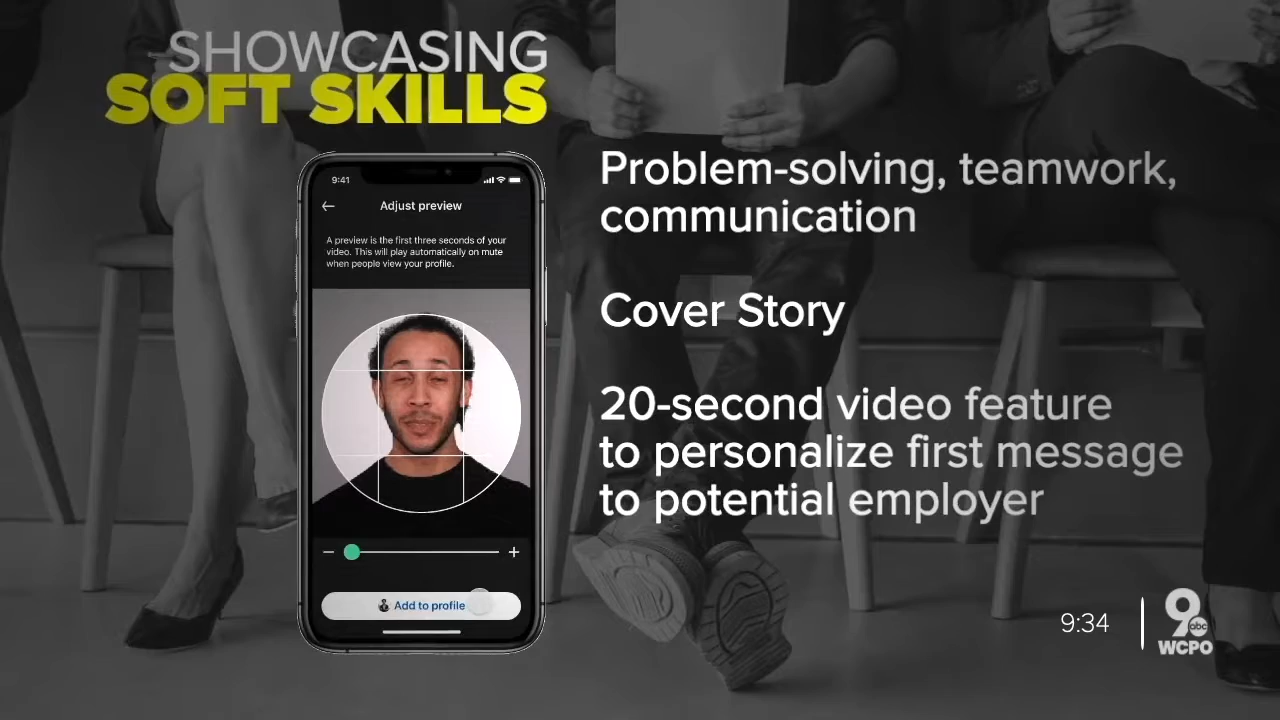 SHOWCASING
SOFT SKILLS
9:41
Adjust preview
A preview is the first three seconds of your
video. This will play automatically on mute
when people view your profile.
Add to profile
Problem-solving, teamwork,
communication
Cover Story
20-second video feature
to personalize first message
to potential employer
9:34
9
abc
WCPO